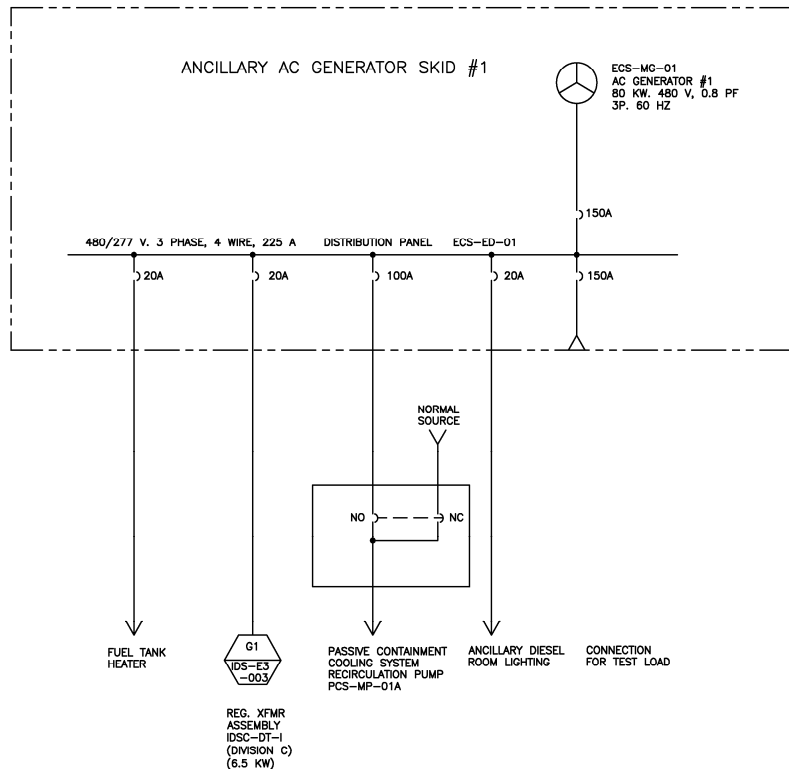 ANCILLARY AC GENERATOR SKID #1
ECS-MG-01
AC GENERATOR #1
80 KW. 480 V, 0.8 PF
3P. 60 HZ
150A
480/277 V. 3 PHASE, 4 WIRE, 225 A DISTRIBUTION PANEL ECS-ED-01
20A
20A
100A
20A
150A
NORMAL
SOURCE
NO
NC
FUEL TANK
HEATER
G1
IDS-E3
-003
REG. XFMR
ASSEMBLY
IDSC-DT-I
(DIVISION C)
(6.5 KW)
PASSIVE CONTAINMENT
COOLING SYSTEM
RECIRCULATION PUMP
PCS-MP-01A
ANCILLARY DIESEL
ROOM LIGHTING
CONNECTION
FOR TEST LOAD